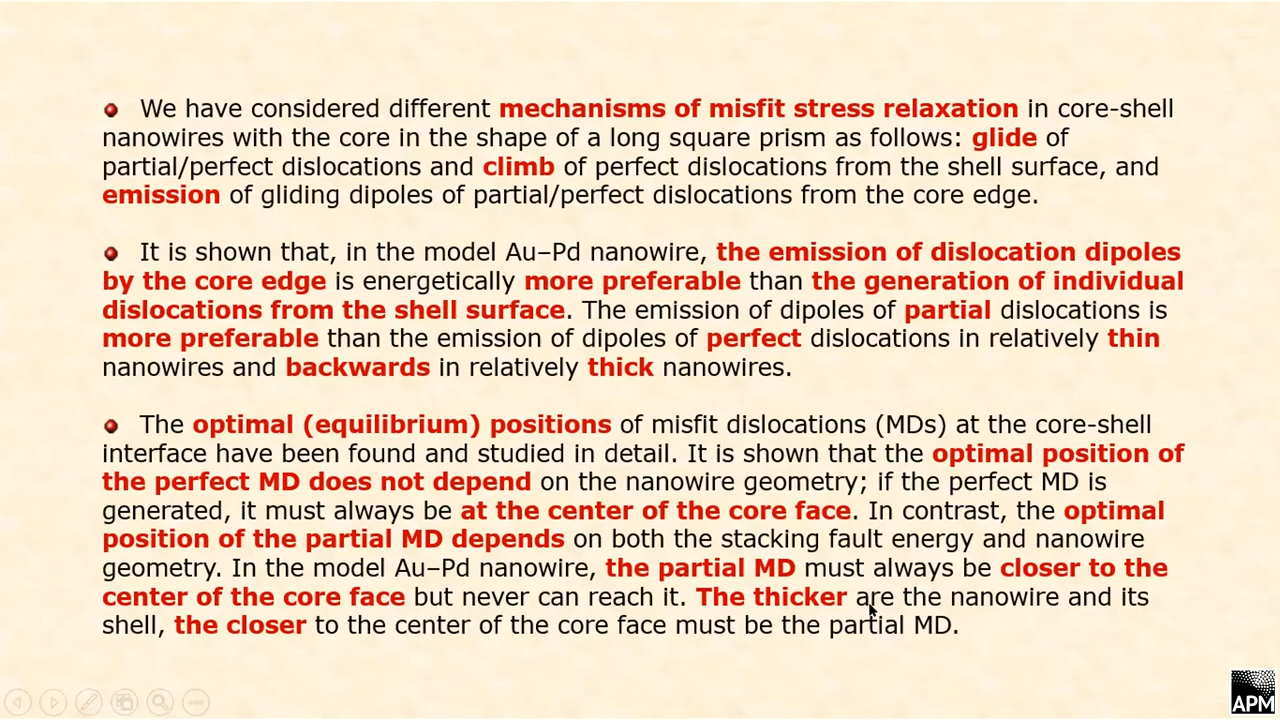 We have considered different mechanisms of misfit stress relaxation in core-shell
nanowires with the core in the shape of a long square prism as follows: glide of
partial/perfect dislocations and climb of perfect dislocations from the shell surface, and
emission of gliding dipoles of partial/perfect dislocations from the core edge.
It is shown that, in the model Au–Pd nanowire, the emission of dislocation dipoles
by the core edge is energetically more preferable than the generation of individual
dislocations from the shell surface. The emission of dipoles of partial dislocations is
more preferable than the emission of dipoles of perfect dislocations in relatively thin
nanowires and backwards in relatively thick nanowires.
The optimal (equilibrium) positions of misfit dislocations (MDs) at the core-shell
interface have been found and studied in detail. It is shown that the optimal position of
the perfect MD does not depend on the nanowire geometry; if the perfect MD is
generated, it must always be at the center of the core face. In contrast, the optimal
position of the partial MD depends on both the stacking fault energy and nanowire
geometry. In the model Au–Pd nanowire, the partial MD must always be closer to the
center of the core face but never can reach it. The thicker are the nanowire and its
shell, the closer to the center of the core face must be the partial MD.
APM